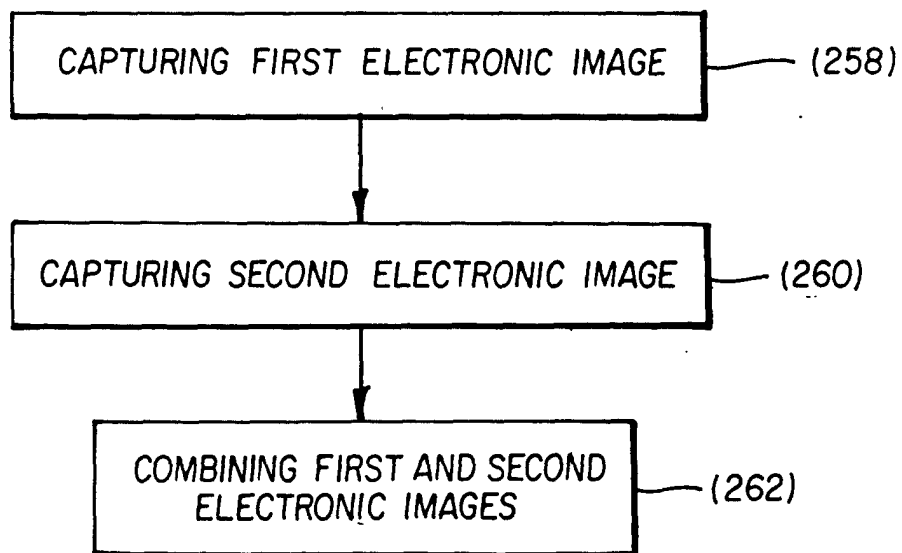 CAPTURING FIRST ELECTRONIC IMAGE
(258)
CAPTURING SECOND ELECTRONIC IMAGE
(260)
COMBINING FIRST AND SECOND
ELECTRONIC IMAGES
(262)